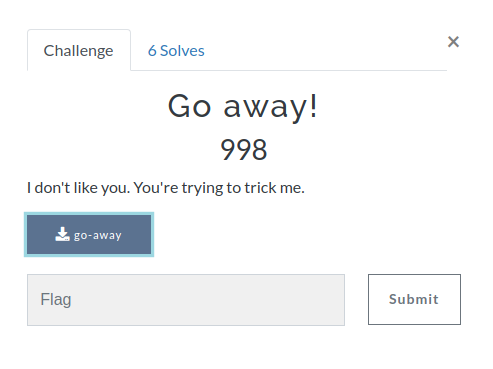 Challenge
6 Solves
×
Go away!
998
I don't like you. You're trying to trick me.
go-away
Flag
Submit